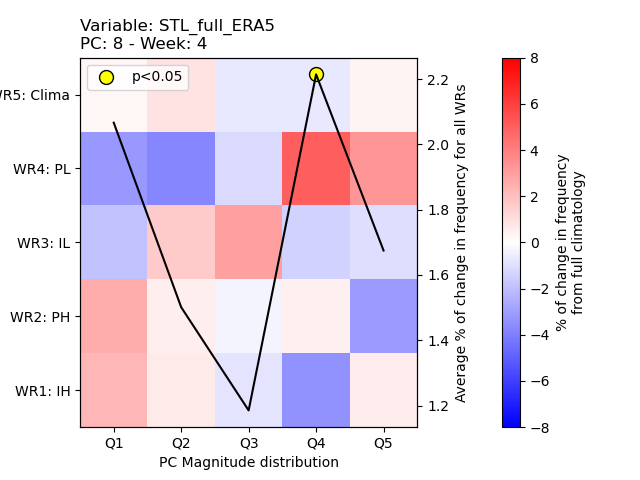 Variable: STL_full_ERA5
PC: 8 - Week: 4
p<0.05
WR5: Clima
WR4: PL
WR3: IL
WR2: PH
WR1: IH
Q1 Q2 Q3 Q4 Q5
PC Magnitude distribution
2.2
2.0
1.8
1.6
1.4
1.2
Average % of change in frequency for all WRs
8
6
4
2
0
−2
−4
−6
−8
% of change in frequency
from full climatology